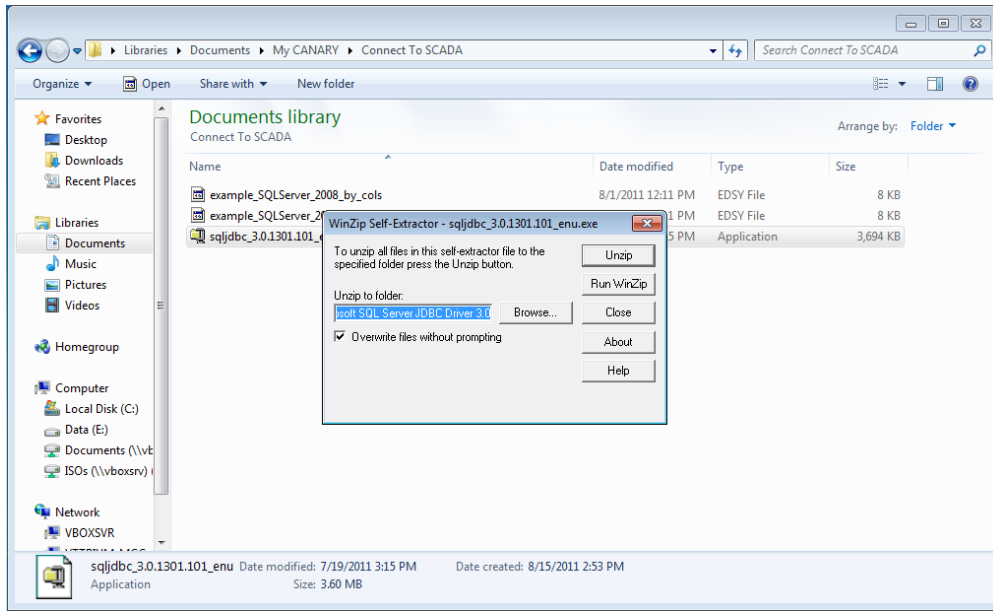 Libraries Documents My CANARY Connect To SCADA
Search Connect To SCADA
Organize Open Share with New folder
Favorites
Desktop
Downloads
Recent Places
Libraries
Documents
Music
Pictures
Videos
Homegroup
Computer
Local Disk (C:)
Data (E:)
Documents (\\vb
ISOs (\\vboxsrv)
Network
VBOXSVR
Documents library
Connect To SCADA
Arrange by: Folder
Name Date modified Type Size
example_SQLServer_2008_by_cols 8/1/2011 12:11 PM EDSY File 8 KB
example_SQLServer_2 1 PM EDSY File 8 KB
sqljdbc_3.0.1301.101_e 5 PM Application 3,694 KB
WinZip Self-Extractor - sqljdbc_3.0.1301.101_enu.exe
To unzip all files in this self-extractor file to the
specified folder press the Unzip button.
Unzip to folder:
osoft SQL Server JDBC Driver 3.0
Browse...
Overwrite files without prompting
Unzip
Run WinZip
Close
About
Help
sqljdbc_3.0.1301.101_enu Date modified: 7/19/2011 3:15 PM Date created: 8/15/2011 2:53 PM
Application Size: 3.60 MB